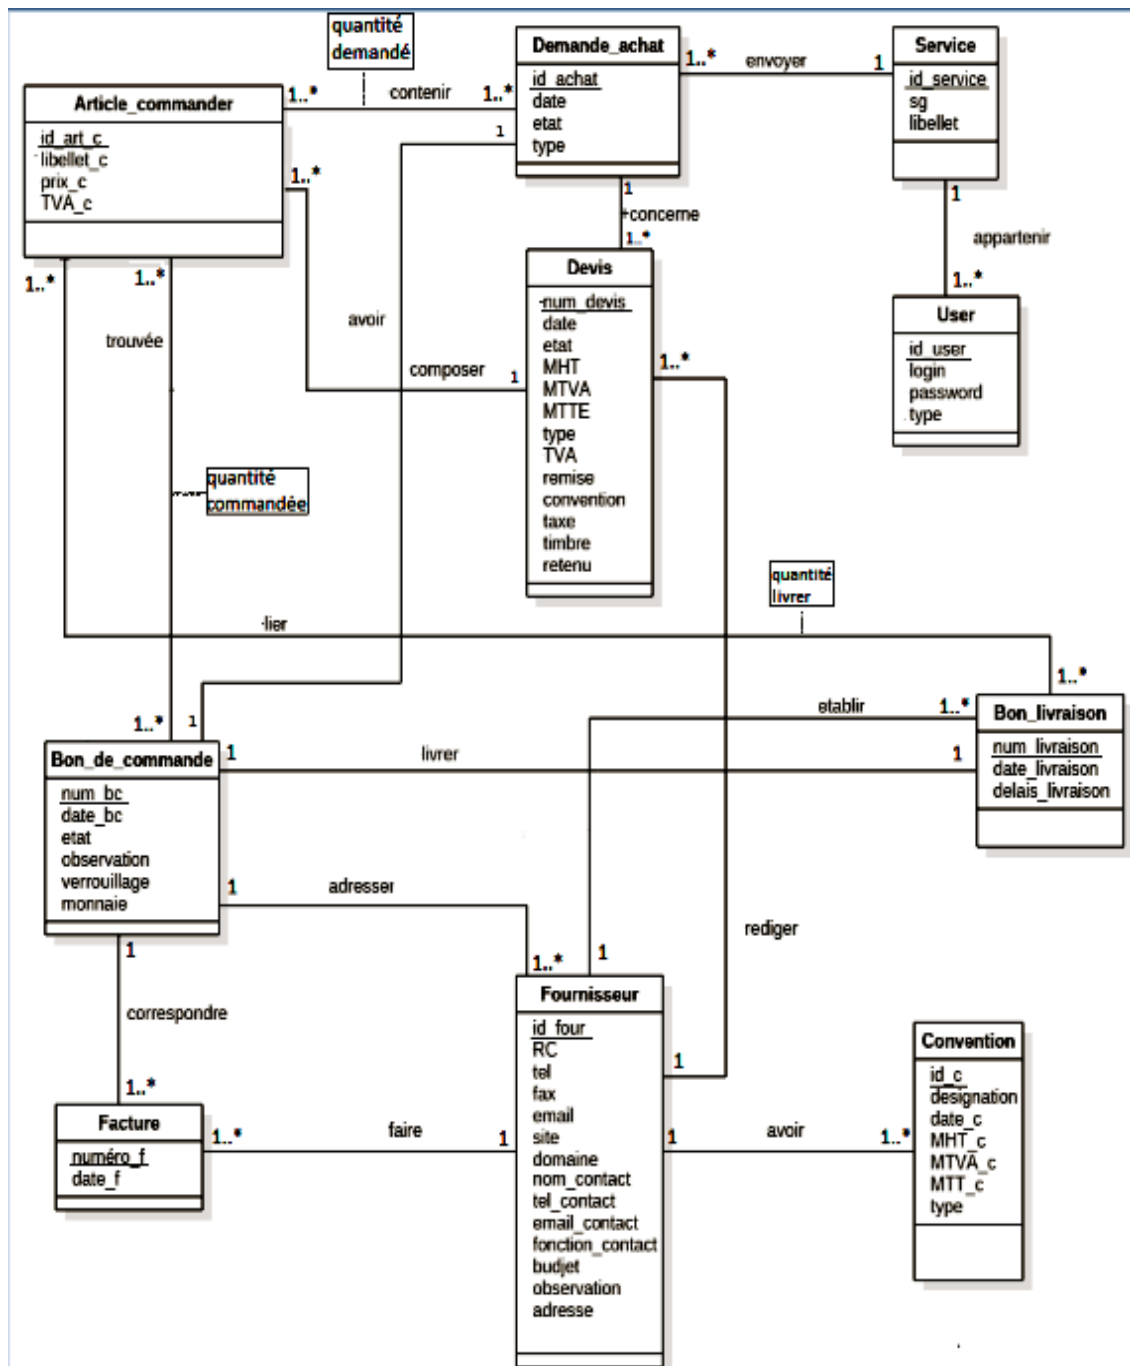 quantité
demandé
Demande_achat
id_achat
date
etat
type
1..*
envoyer
1
Service
id_service
sg
libellet
Article_commander
id_art_c
libellet_c
prix_c
TVA_c
1..*
contenir
1..*
1
1..*
1
+concerne
1..*
1
appartenir
1..*
1..*
1..*
trouvée
avoir
composer
1
Devis
-num_devis
date
etat
MHT
MTVA
MTTE
type
TVA
remise
convention
taxe
timbre
retenu
1..*
User
id_user
login
password
type
quantité
commandée
quantité
livrer
-lier
1..*
1..*
1
etablir
1..*
Bon_de_commande
num_bc
date_bc
etat
observation
verrouillage
monnaie
1
livrer
1
Bon_livraison
num_livraison
date_livraison
delais_livraison
1
adresser
1..*
1
rediger
1
correspondre
1..*
Fournisseur
id_four
RC
tel
fax
email
site
domaine
nom_contact
tel_contact
email_contact
fonction_contact
budjet
observation
adresse
1
Facture
numéro_f
date_f
1..*
faire
1
1
avoir
1..*
Convention
id_c
designation
date_c
MHT_c
MTVA_c
MTT_c
type